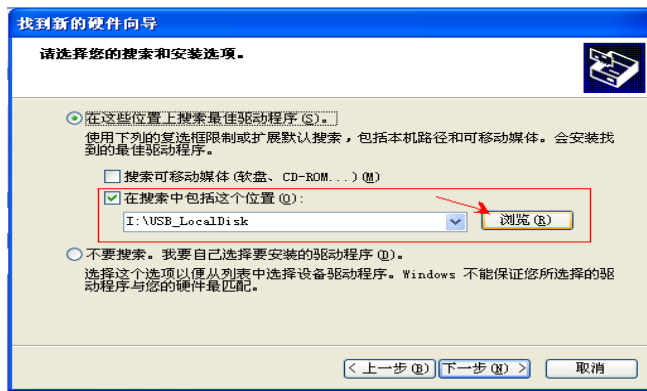 找到新的硬件向导
请选择您的搜索和安装选项。
在这些位置上搜索最佳驱动程序(S)。
使用下列的复选框限制或扩展默认搜索，包括本机路径和可移动媒体。会安装找
到的最佳驱动程序。
搜索可移动媒体(软盘、CD-ROM...)(M)
在搜索中包括这个位置(O):
I:\USB_LocalDisk 浏览(R)
不要搜索。我要自己选择要安装的驱动程序(D)。
选择这个选项以便从列表中选择设备驱动程序。Windows 不能保证您所选择的驱
动程序与您的硬件最匹配。
< 上一步(B) 下一步(N) > 取消